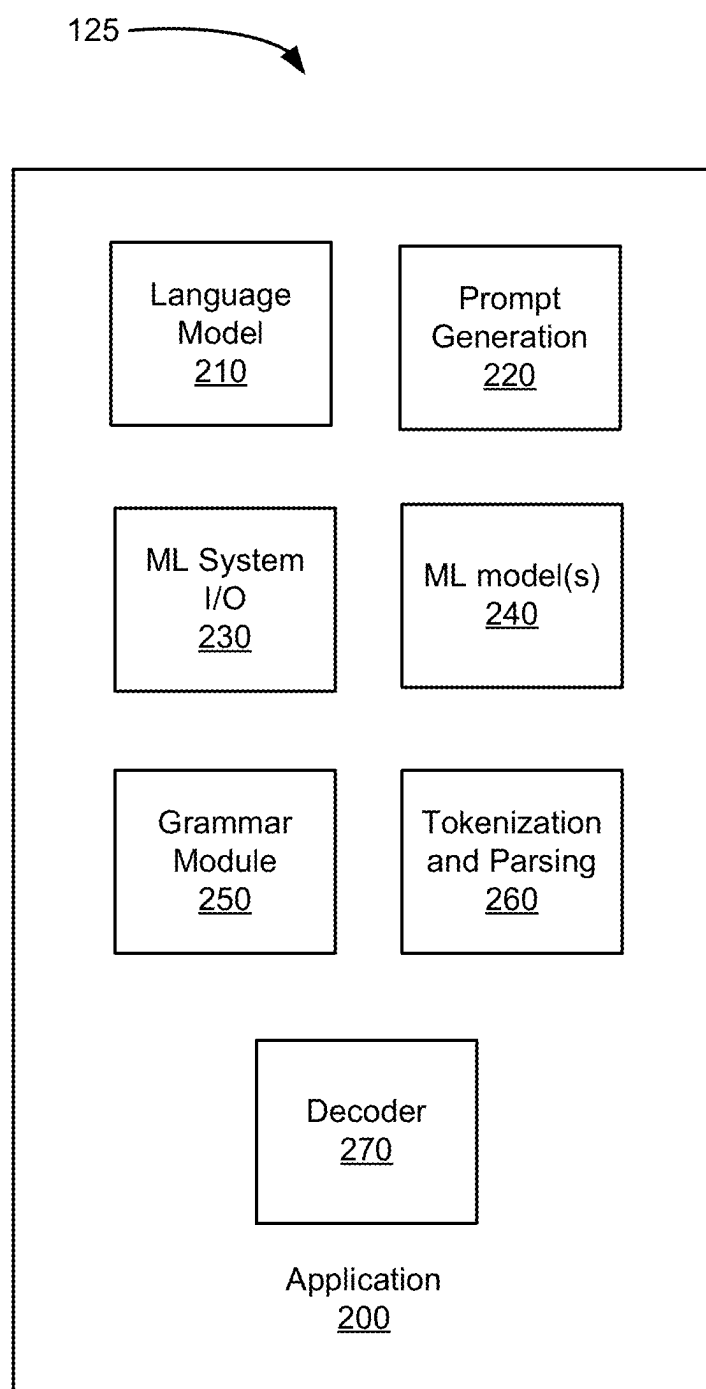 125
Language
Model
210
Prompt
Generation
220
ML System
I/O
230
ML model(s)
240
Grammar
Module
250
Tokenization
and Parsing
260
Decoder
270
Application
200